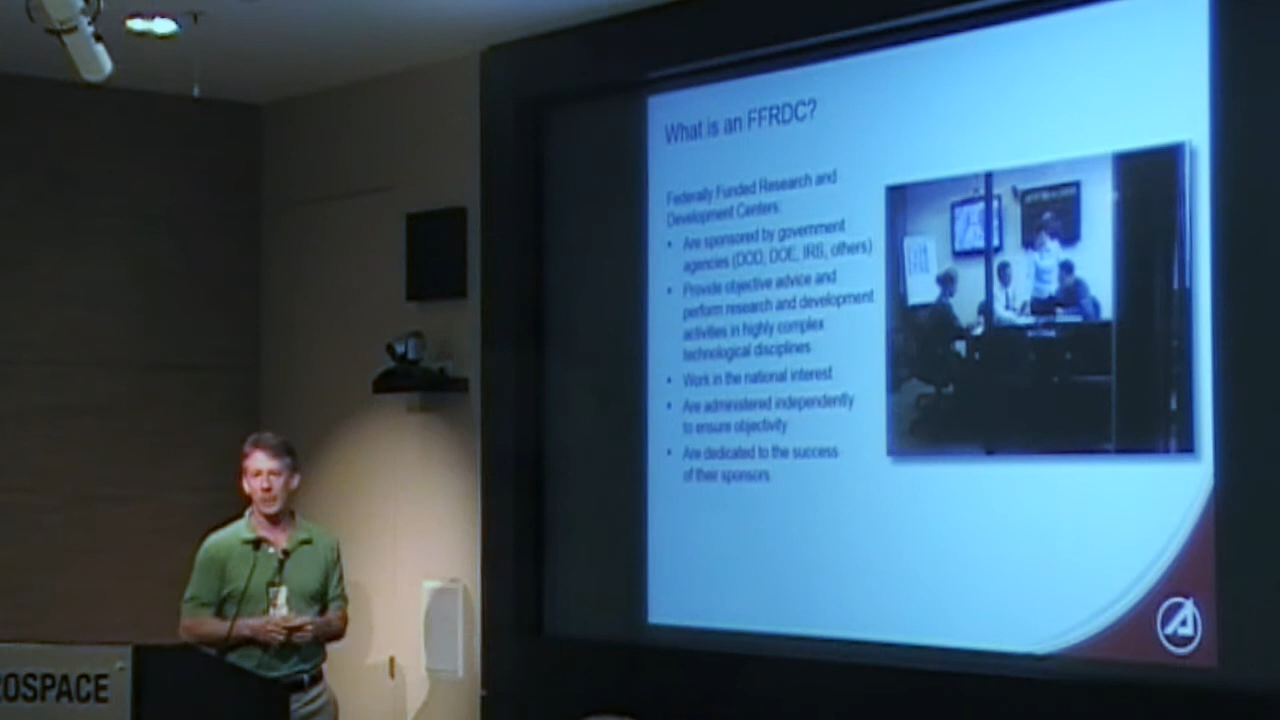 What is an FFRDC?
Federally Funded Research and
Development Centers:
• Are sponsored by government
agencies (DOD, DOE, IRS, others)
• Provide objective advice and
perform research and development
activities in highly complex
technological disciplines
• Work in the national interest
• Are administered independently
to ensure objectivity
• Are dedicated to the success
of their sponsors
OSPACE